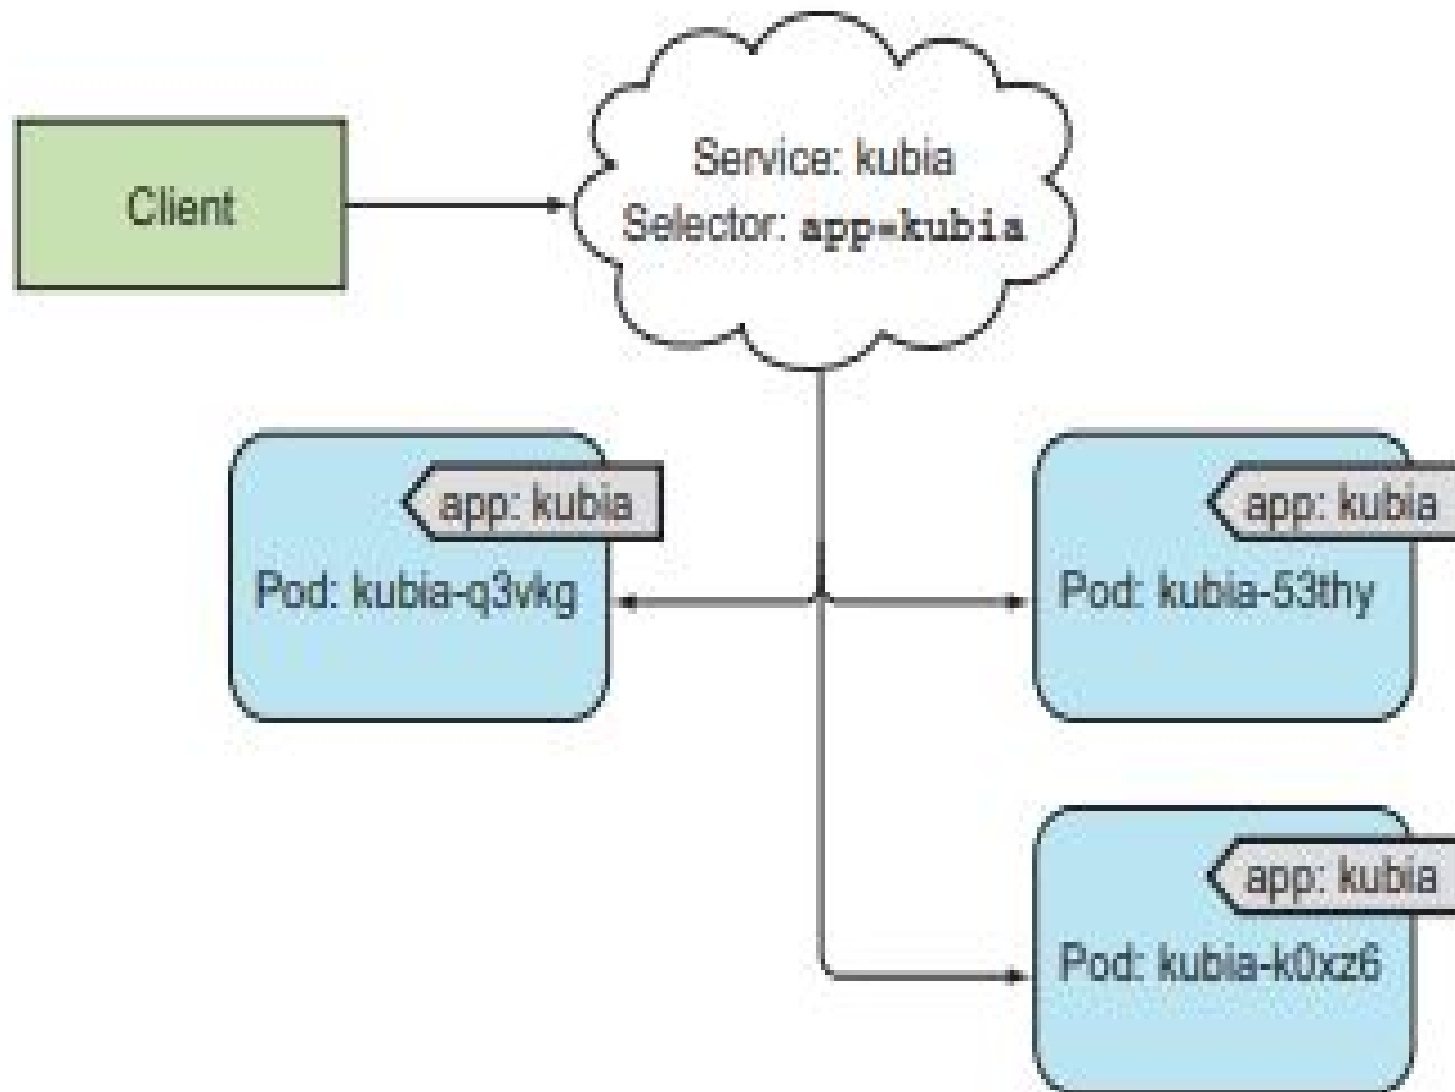 Client
Service: kubia
Selector: app=kubia
app: kubia
Pod: kubia-q3vkg
app: kubia
Pod: kubia-53thy
app: kubia
Pod: kubia-k0xz6